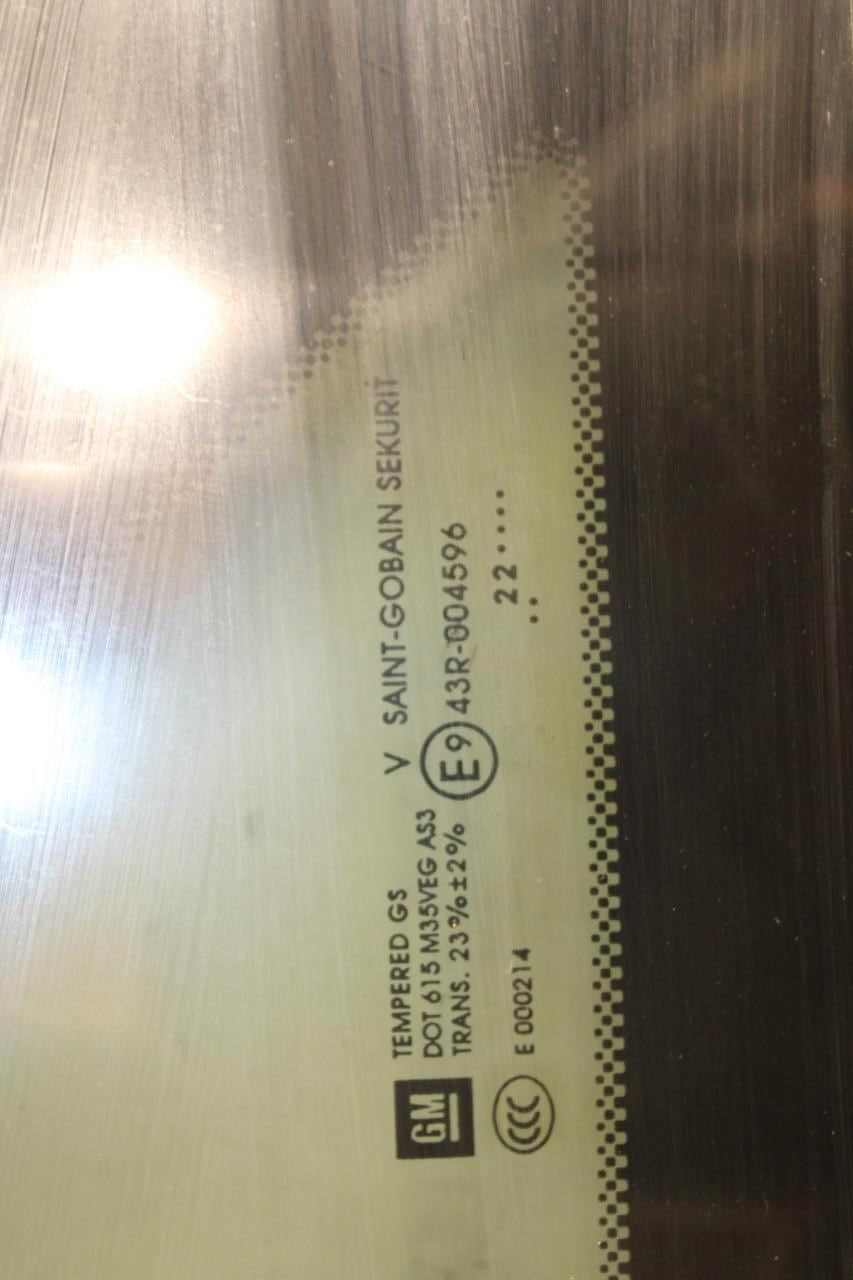 GM
TEMPERED GS
DOT 615 M35VEG AS3
TRANS. 23%±2%
V SAINT-GOBAIN SEKURIT
E9 43R-004596
CCC E 000214
22····
··